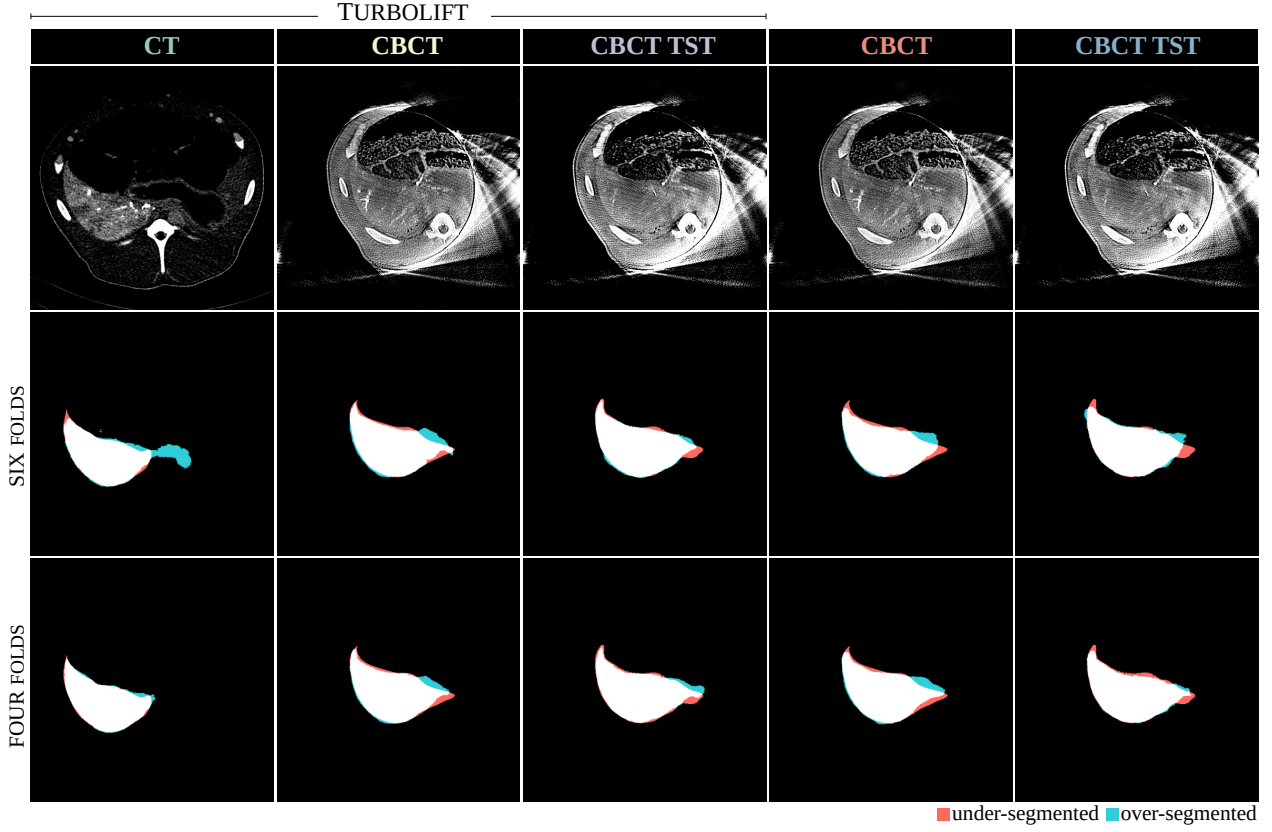 TURBOLIFT
CT
CBCT
CBCT TST
CBCT
CBCT TST
SIX FOLDS
FOUR FOLDS
under-segmented
over-segmented